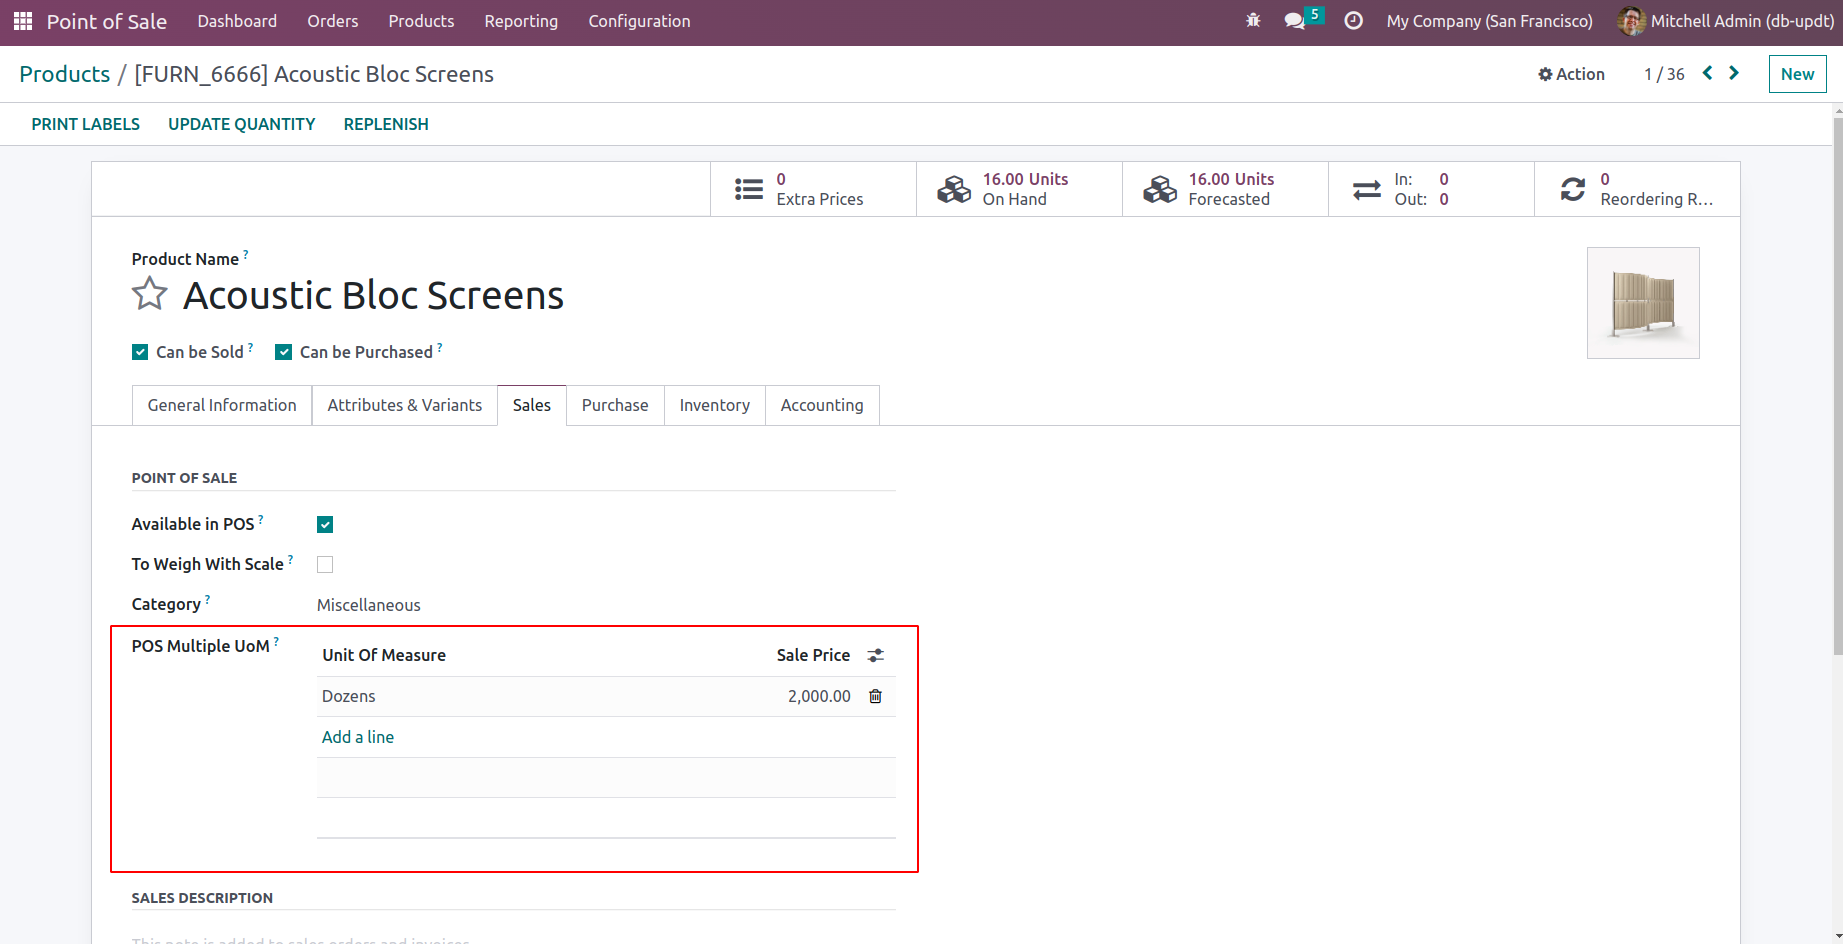 Point of Sale Dashboard Orders Products Reporting Configuration 5 My Company (San Francisco) Mitchell Admin (db-updt)
Products / [FURN_6666] Acoustic Bloc Screens Action 1 / 36 New
PRINT LABELS UPDATE QUANTITY REPLENISH
0 Extra Prices
16.00 Units On Hand
16.00 Units Forecasted
In: 0
Out: 0
0 Reordering R...
Product Name ?
Acoustic Bloc Screens
Can be Sold ? Can be Purchased ?
General Information Attributes & Variants Sales Purchase Inventory Accounting
POINT OF SALE
Available in POS ?
To Weigh With Scale ?
Category ? Miscellaneous
POS Multiple UoM ?
Unit Of Measure Sale Price
Dozens 2,000.00
Add a line
SALES DESCRIPTION
This note is added to sales orders and invoices.